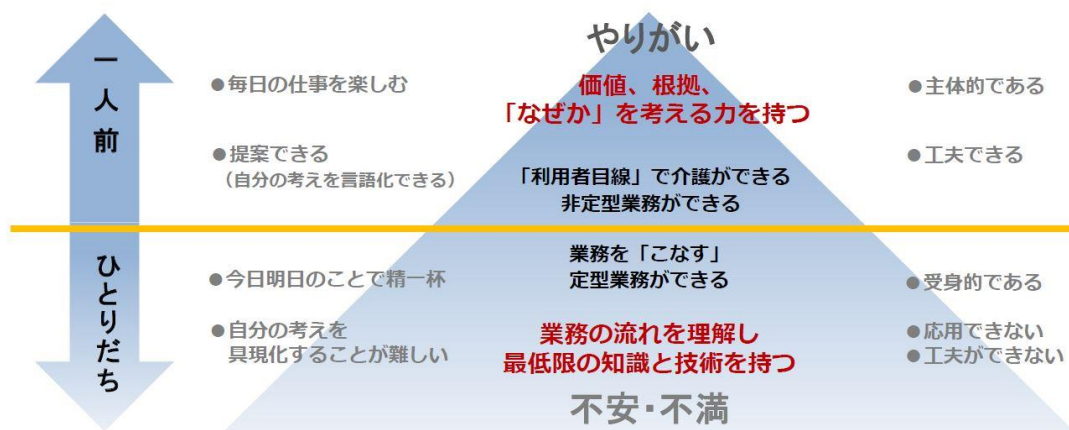 一人前
●毎日の仕事を楽しむ
●提案できる
（自分の考えを言語化できる）
やりがい
価値、根拠、
「なぜか」を考える力を持つ
「利用者目線」で介護ができる
非定型業務ができる
●主体的である
●工夫できる
ひとりだち
●今日明日のことで精一杯
●自分の考えを
具現化することが難しい
業務を「こなす」
定型業務ができる
業務の流れを理解し
最低限の知識と技術を持つ
不安・不満
●受身的である
●応用できない
●工夫ができない